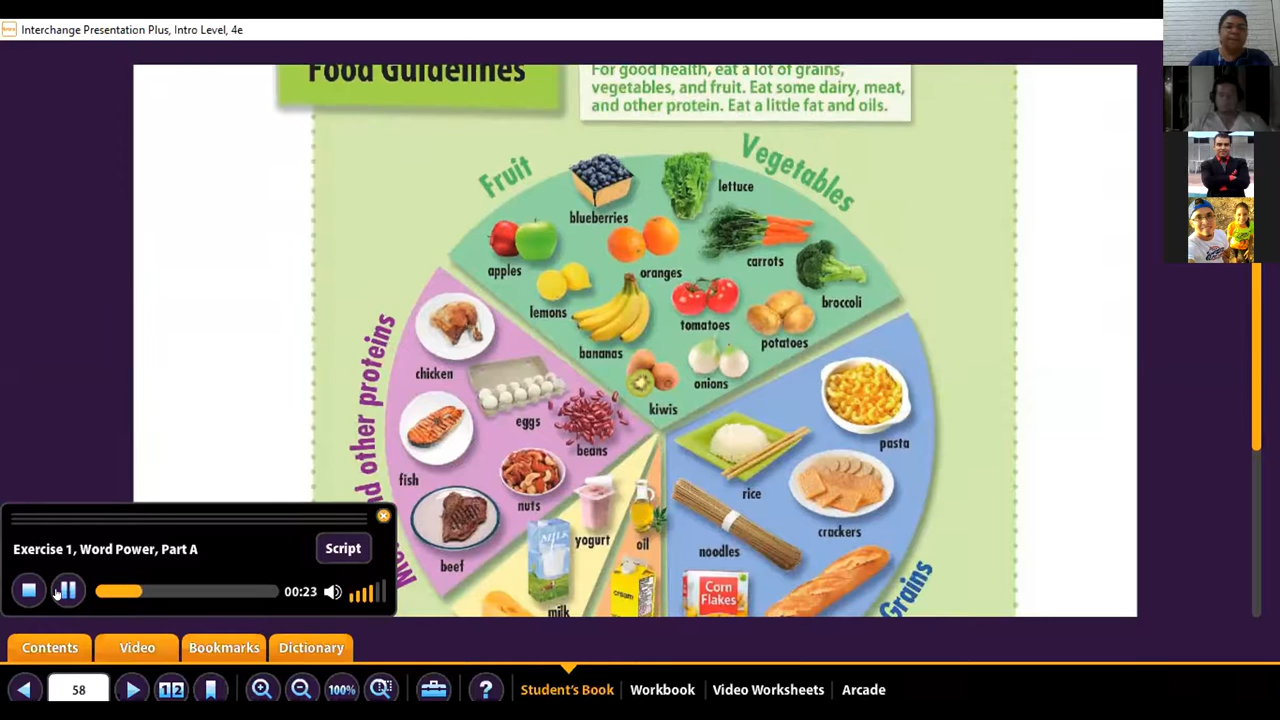 Interchange Presentation Plus, Intro Level, 4e
Food Guidelines
For good health, eat a lot of grains,
vegetables, and fruit. Eat some dairy, meat,
and other protein. Eat a little fat and oils.
Fruit
Vegetables
blueberries
lettuce
apples
oranges
carrots
lemons
broccoli
bananas
tomatoes
potatoes
kiwis
onions
other proteins
chicken
eggs
beans
fish
nuts
beef
pasta
rice
crackers
noodles
Corn
Flakes
Grains
yogurt
oil
MILK
milk
cream
Exercise 1, Word Power, Part A
Script
00:23
Contents
Video
Bookmarks
Dictionary
58
12
100%
?
Student's Book
Workbook
Video Worksheets
Arcade